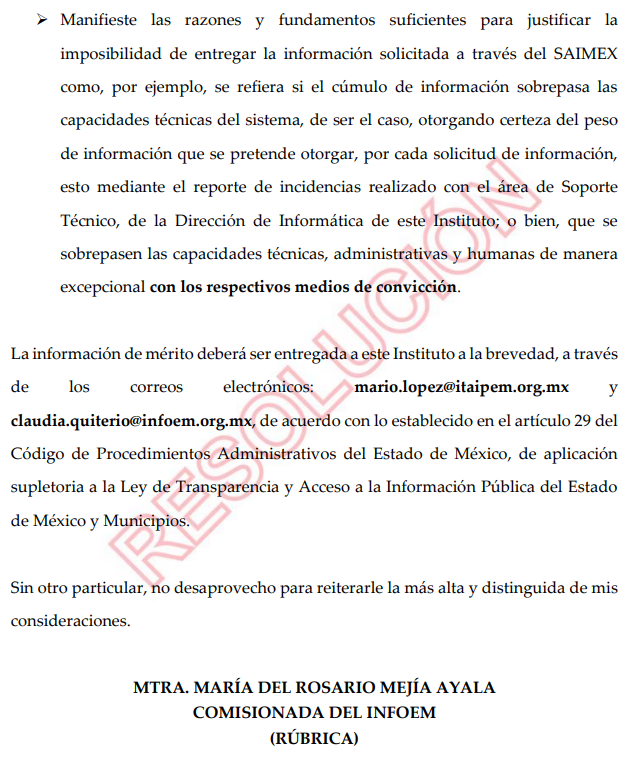 ➢ Manifieste las razones y fundamentos suficientes para justificar la
imposibilidad de entregar la información solicitada a través del SAIMEX
como, por ejemplo, se refiera si el cúmulo de información sobrepasa las
capacidades técnicas del sistema, de ser el caso, otorgando certeza del peso
de información que se pretende otorgar, por cada solicitud de información,
esto mediante el reporte de incidencias realizado con el área de Soporte
Técnico, de la Dirección de Informática de este Instituto; o bien, que se
sobrepasen las capacidades técnicas, administrativas y humanas de manera
excepcional con los respectivos medios de convicción.
La información de mérito deberá ser entregada a este Instituto a la brevedad, a través
de los correos electrónicos: mario.lopez@itaipem.org.mx y
claudia.quiterio@infoem.org.mx, de acuerdo con lo establecido en el artículo 29 del
Código de Procedimientos Administrativos del Estado de México, de aplicación
supletoria a la Ley de Transparencia y Acceso a la Información Pública del Estado
de México y Municipios.
Sin otro particular, no desaprovecho para reiterarle la más alta y distinguida de mis
consideraciones.
MTRA. MARÍA DEL ROSARIO MEJÍA AYALA
COMISIONADA DEL INFOEM
(RÚBRICA)
RESOLUCIÓN